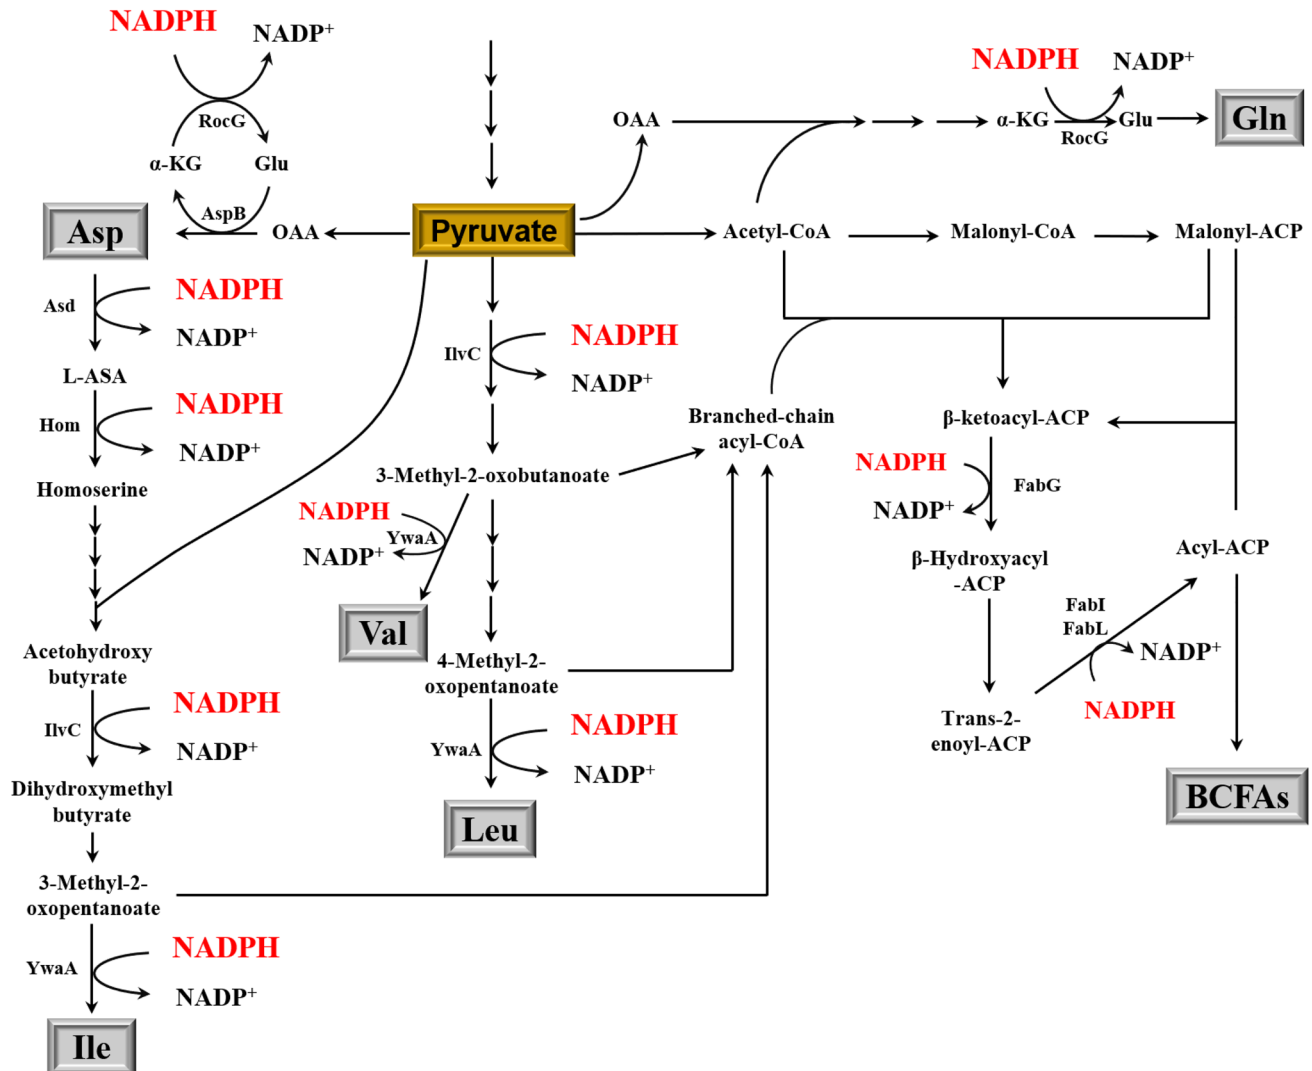 NADPH
NADP⁺
RocG
α-KG
Glu
AspB
Asp
OAA
Pyruvate
OAA
NADPH
NADP⁺
α-KG
RocG
Glu
Gln
Acetyl-CoA
Malonyl-CoA
Malonyl-ACP
Asd
NADPH
NADP⁺
L-ASA
Hom
NADPH
NADP⁺
Homoserine
Acetohydroxy
butyrate
IlvC
NADPH
NADP⁺
Dihydroxymethyl
butyrate
3-Methyl-2-
oxopentanoate
YwaA
NADPH
NADP⁺
Ile
IlvC
NADPH
NADP⁺
3-Methyl-2-oxobutanoate
NADPH
YwaA
NADP⁺
Val
4-Methyl-2-
oxopentanoate
YwaA
NADPH
NADP⁺
Leu
Branched-chain
acyl-CoA
β-ketoacyl-ACP
NADPH
FabG
NADP⁺
β-Hydroxyacyl
-ACP
Trans-2-
enoyl-ACP
FabI
FabL
NADP⁺
NADPH
Acyl-ACP
BCFAs